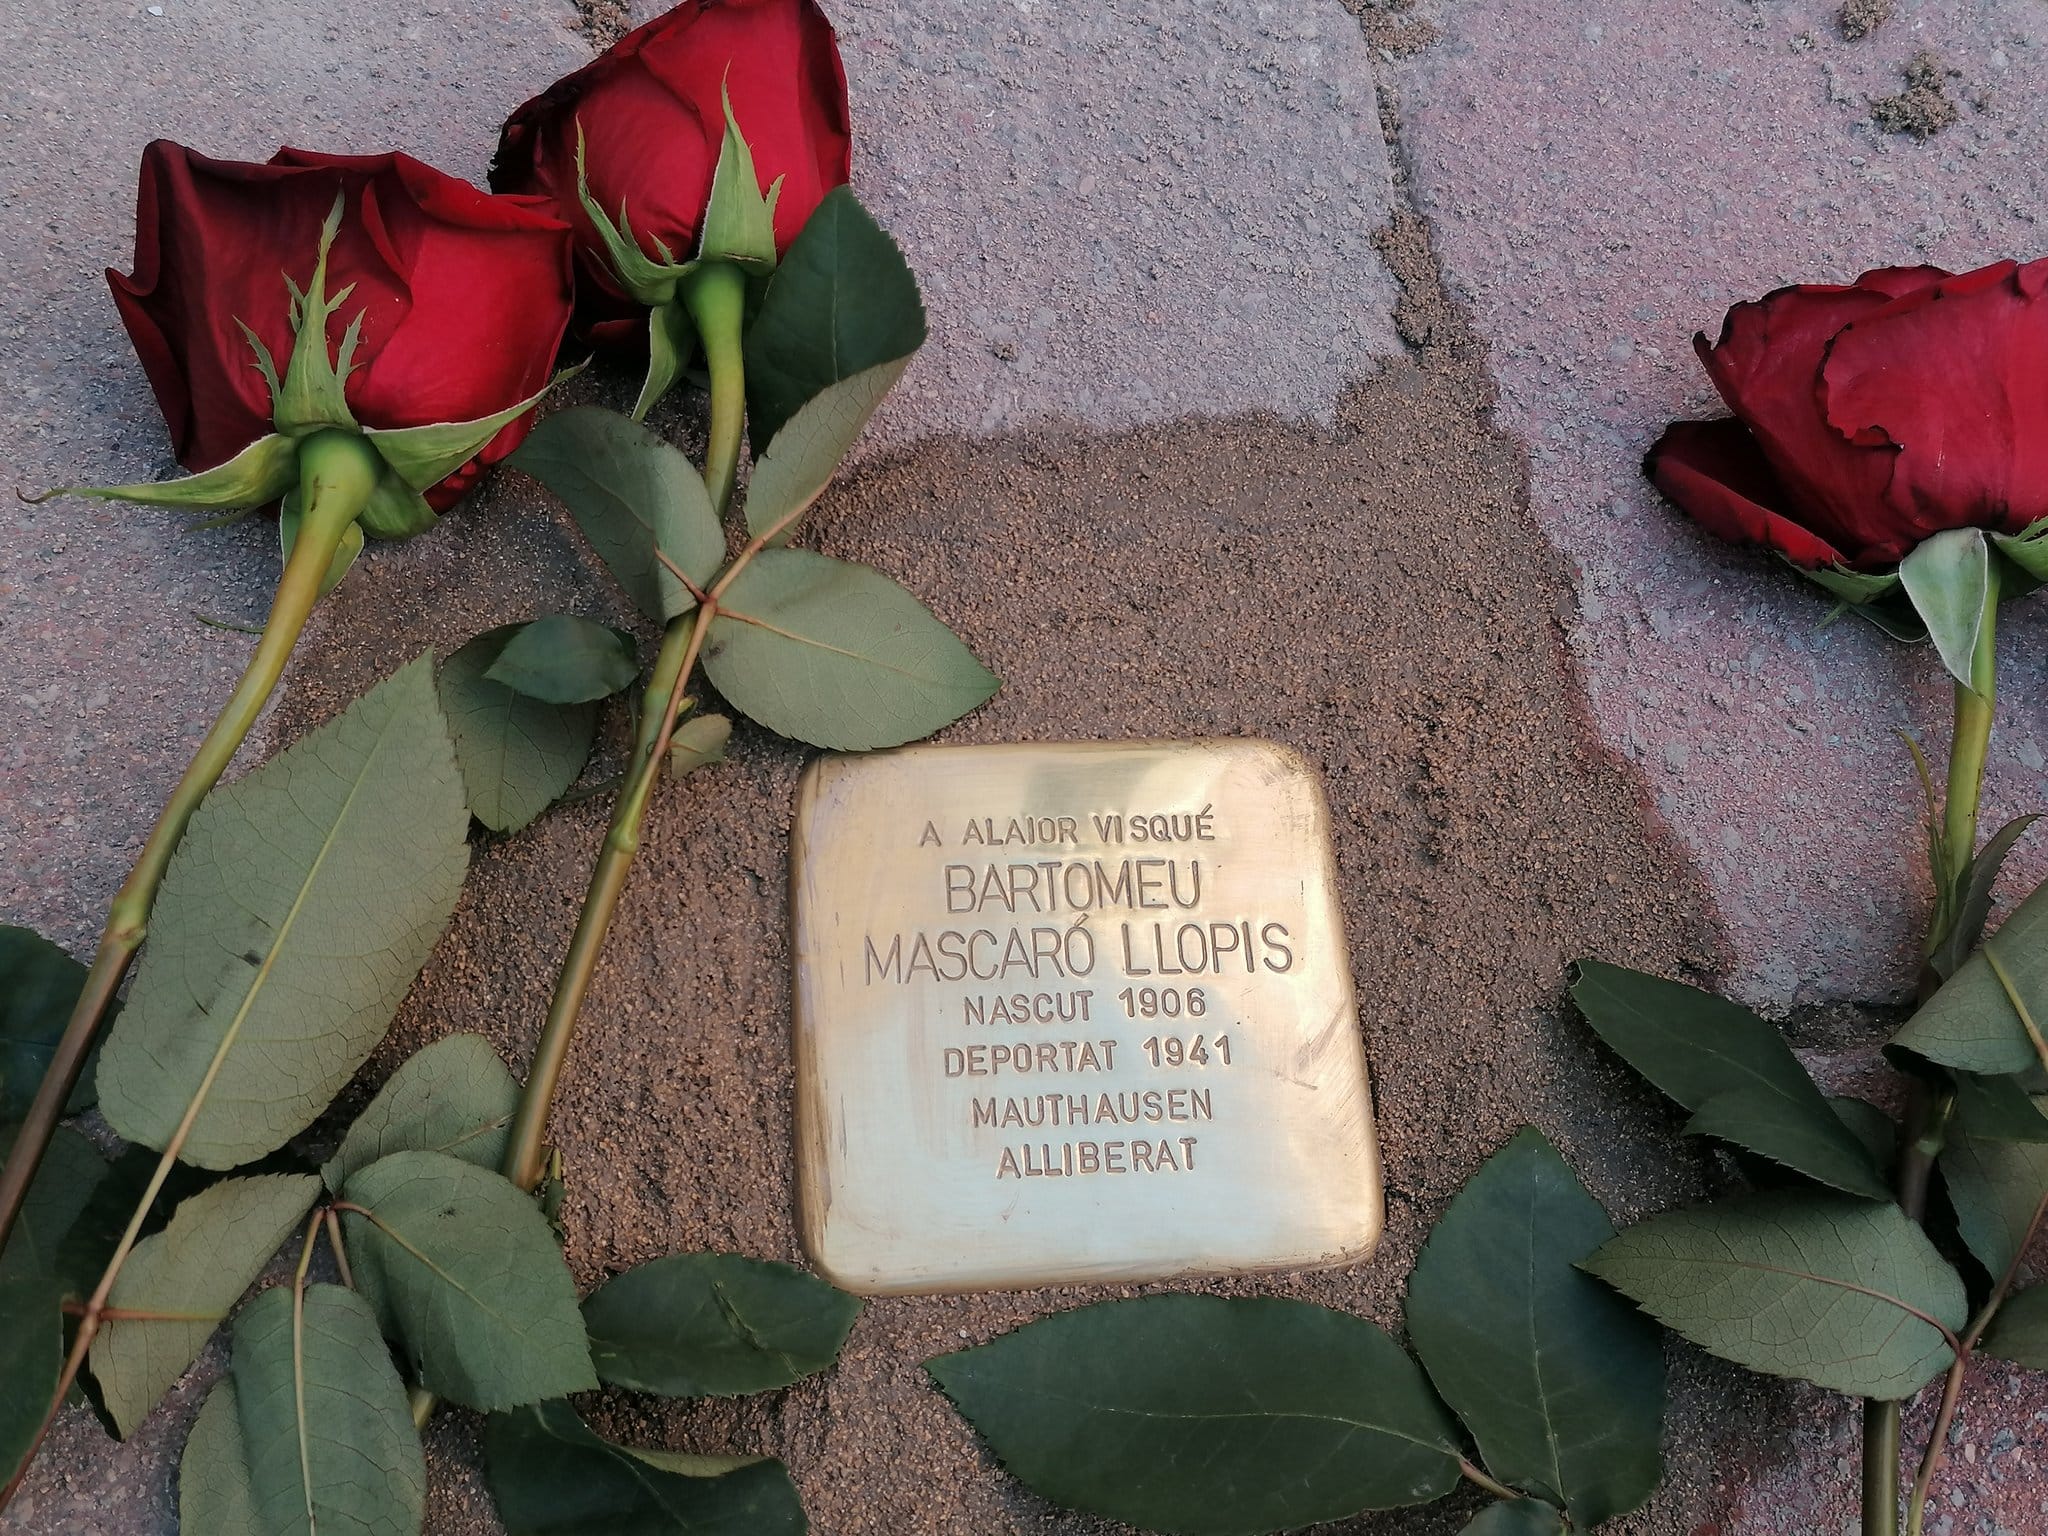 A ALAIOR VISQUÉ
BARTOMEU
MASCARÓ LLOPIS
NASCUT 1906
DEPORTAT 1941
MAUTHAUSEN
ALLIBERAT